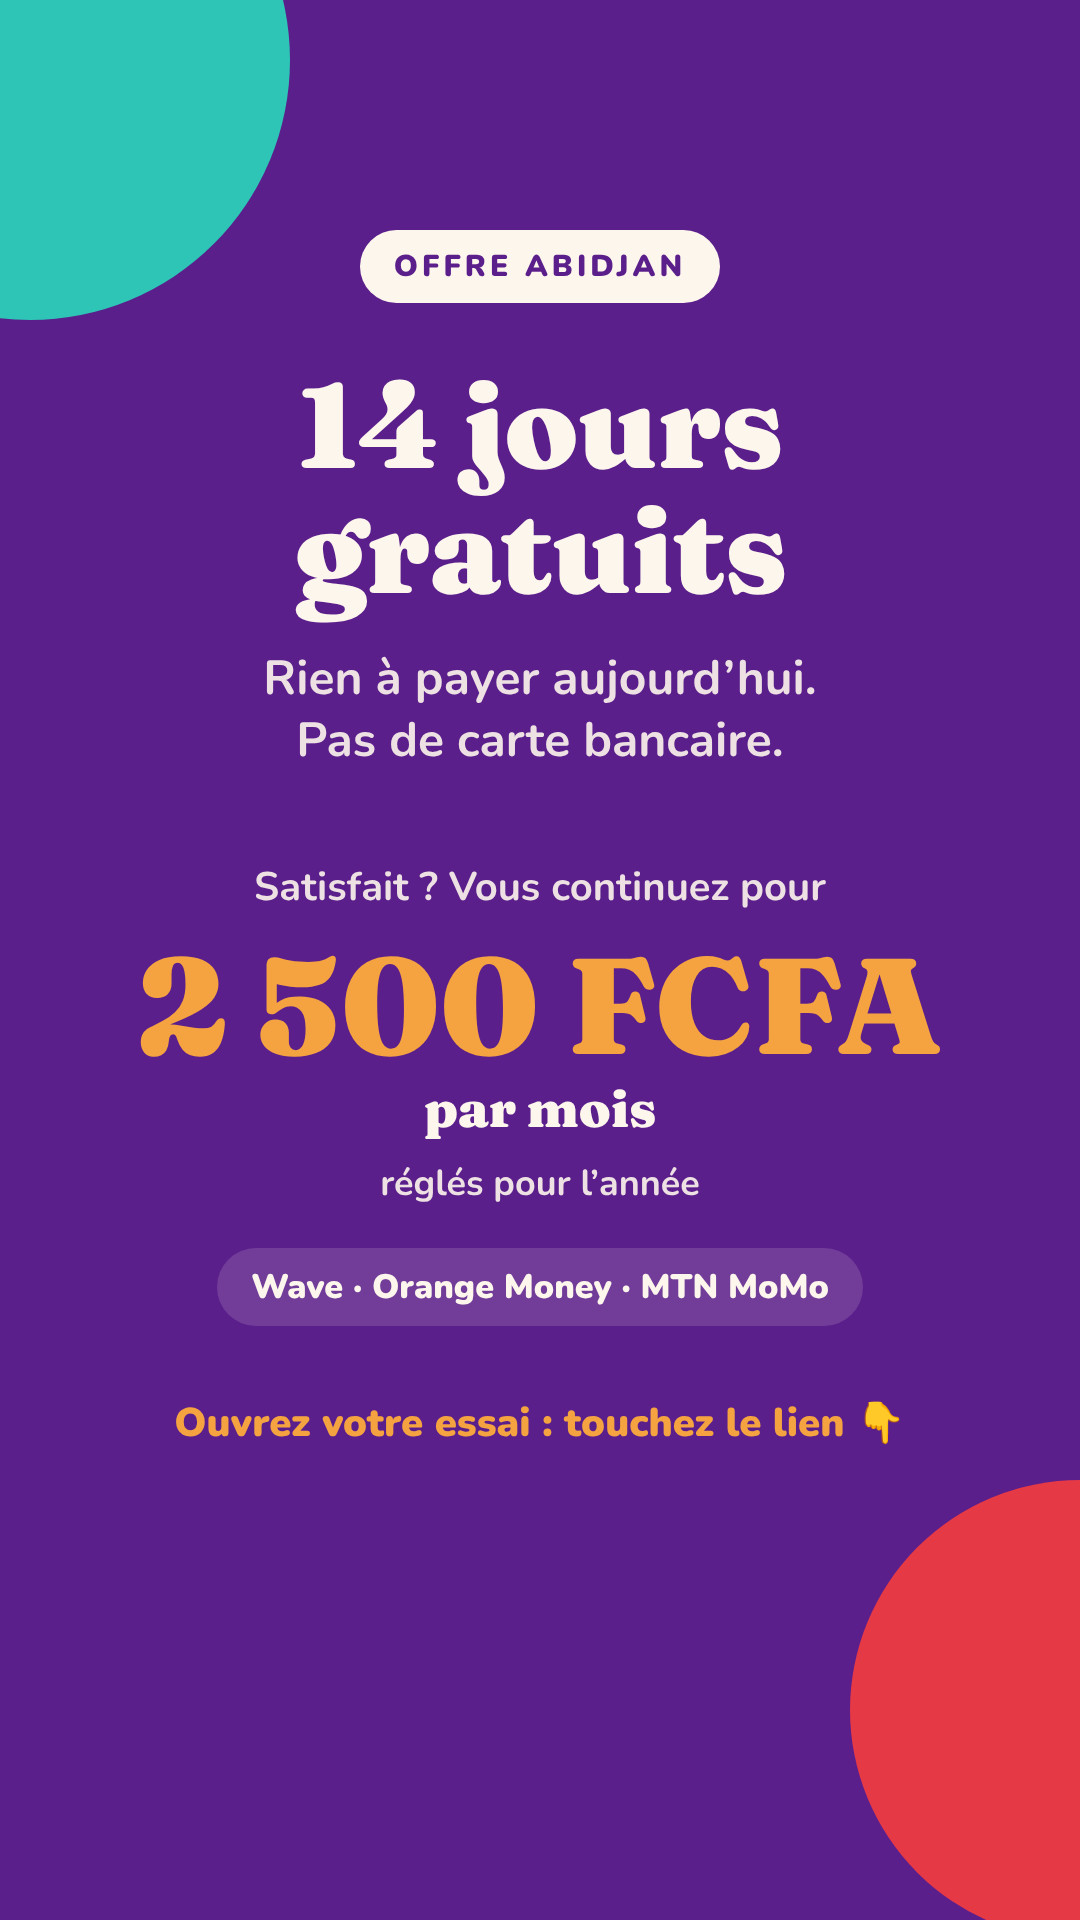 OFFRE ABIDJAN
14 jours
gratuits
Rien à payer aujourd’hui.
Pas de carte bancaire.
Satisfait ? Vous continuez pour
2 500 FCFA
par mois
réglés pour l’année
Wave · Orange Money · MTN MoMo
Ouvrez votre essai : touchez le lien 👇